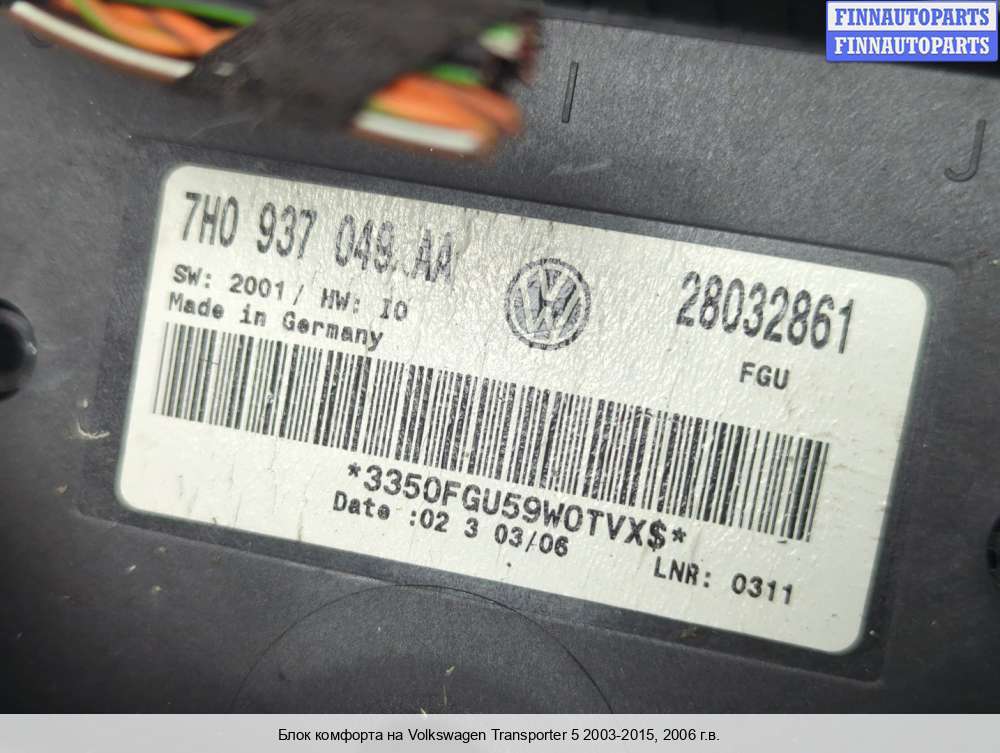 FINNAUTOPARTS
FINNAUTOPARTS
I
J
7H0 937 049 AA
28032861
SW: 2001/ HW: IO
FGU
Made in Germany
*3350FGU59W0TVX$*
Date :02 3 03/06
LNR: 0311
Блок комфорта на Volkswagen Transporter 5 2003-2015, 2006 г.в.